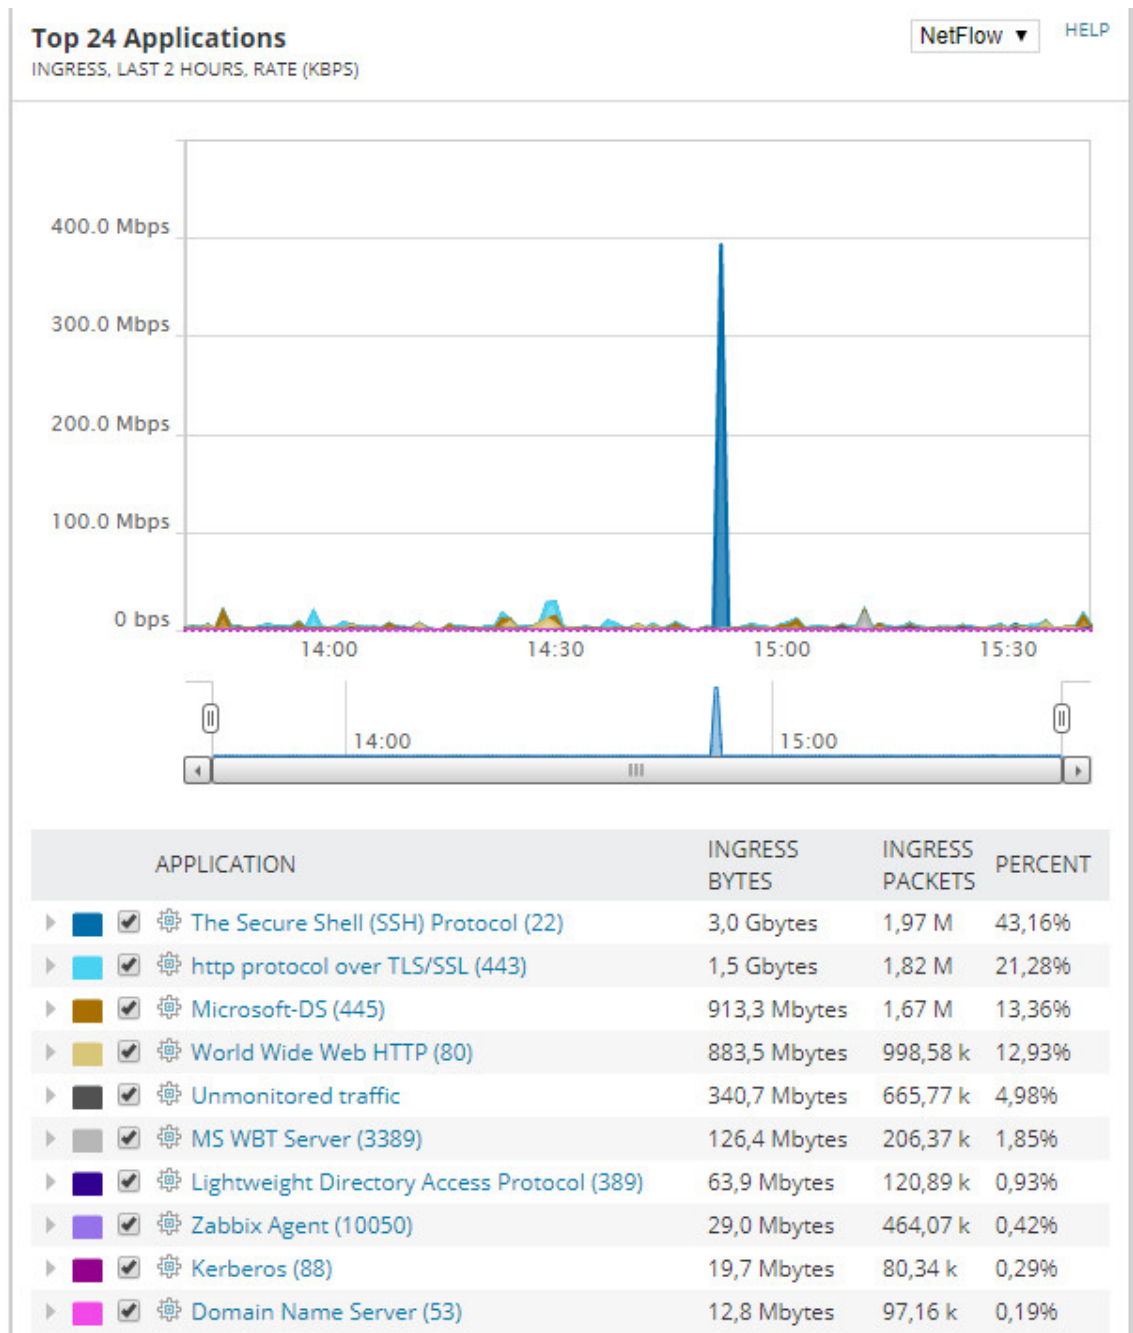 Top 24 Applications
NetFlow ▼
HELP
INGRESS, LAST 2 HOURS, RATE (KBPS)
400.0 Mbps
300.0 Mbps
200.0 Mbps
100.0 Mbps
0 bps
14:00 14:30 15:00 15:30
14:00 15:00
APPLICATION INGRESS BYTES INGRESS PACKETS PERCENT
The Secure Shell (SSH) Protocol (22) 3,0 Gbytes 1,97 M 43,16%
http protocol over TLS/SSL (443) 1,5 Gbytes 1,82 M 21,28%
Microsoft-DS (445) 913,3 Mbytes 1,67 M 13,36%
World Wide Web HTTP (80) 883,5 Mbytes 998,58 k 12,93%
Unmonitored traffic 340,7 Mbytes 665,77 k 4,98%
MS WBT Server (3389) 126,4 Mbytes 206,37 k 1,85%
Lightweight Directory Access Protocol (389) 63,9 Mbytes 120,89 k 0,93%
Zabbix Agent (10050) 29,0 Mbytes 464,07 k 0,42%
Kerberos (88) 19,7 Mbytes 80,34 k 0,29%
Domain Name Server (53) 12,8 Mbytes 97,16 k 0,19%